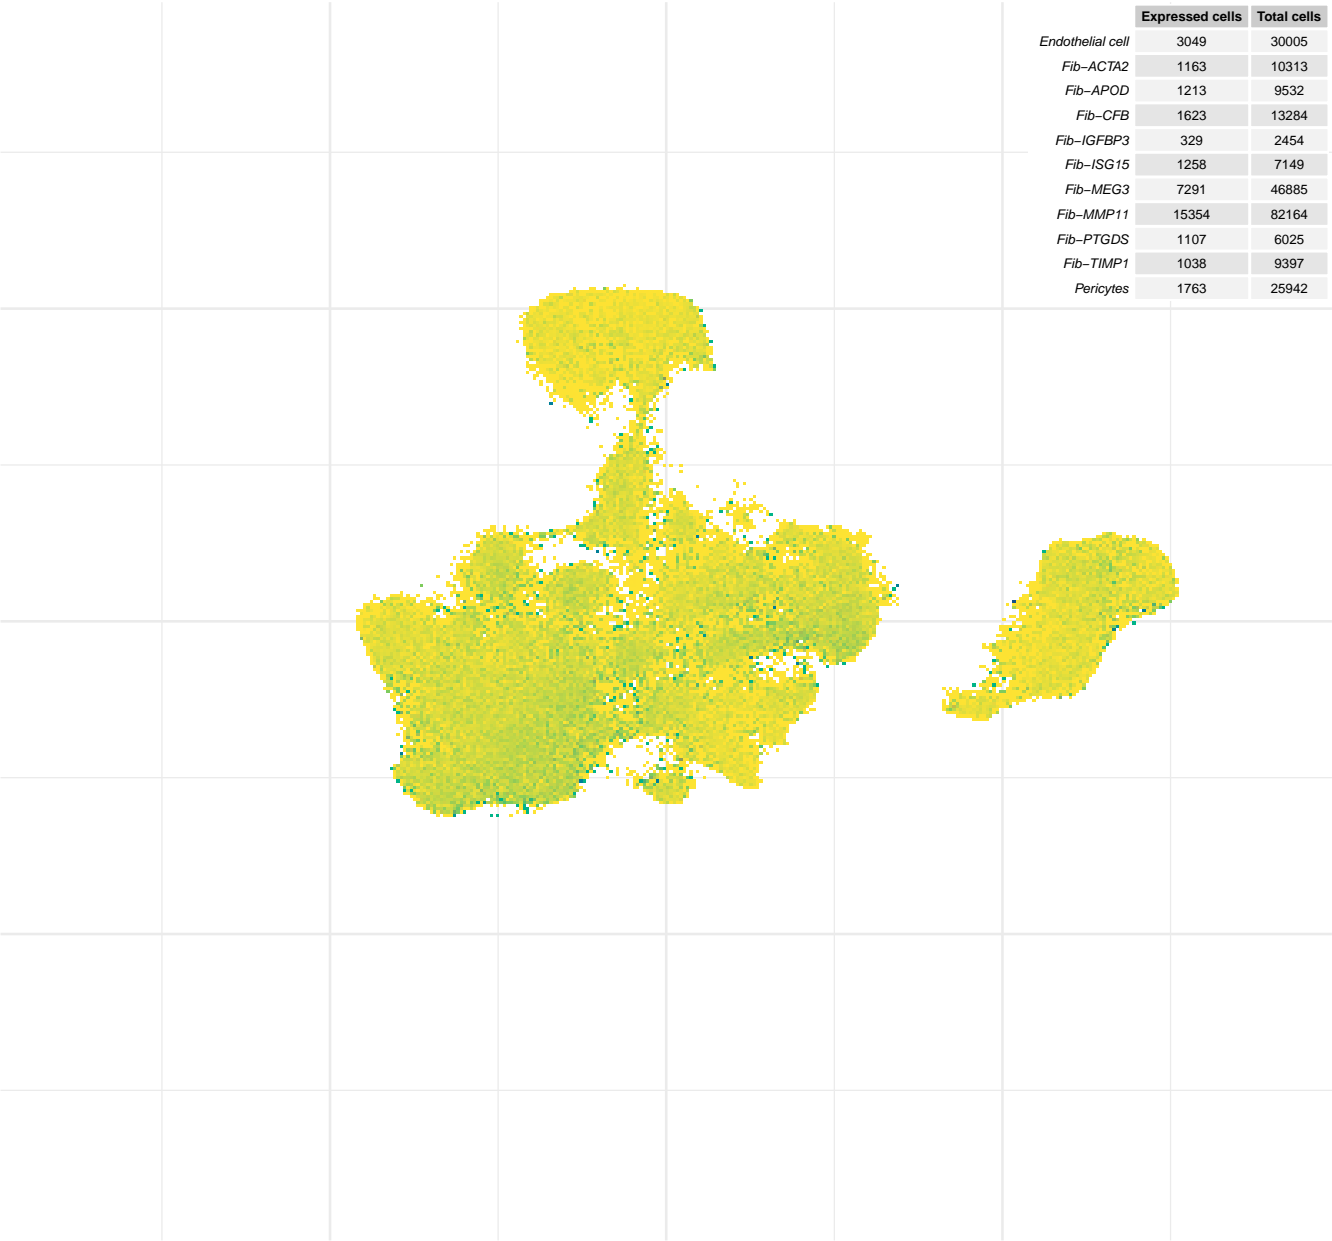 Expressed cells Total cells
Endothelial cell 3049 30005
Fib−ACTA2 1163 10313
Fib−APOD 1213 9532
Fib−CFB 1623 13284
Fib−IGFBP3 329 2454
Fib−ISG15 1258 7149
Fib−MEG3 7291 46885
Fib−MMP11 15354 82164
Fib−PTGDS 1107 6025
Fib−TIMP1 1038 9397
Pericytes 1763 25942